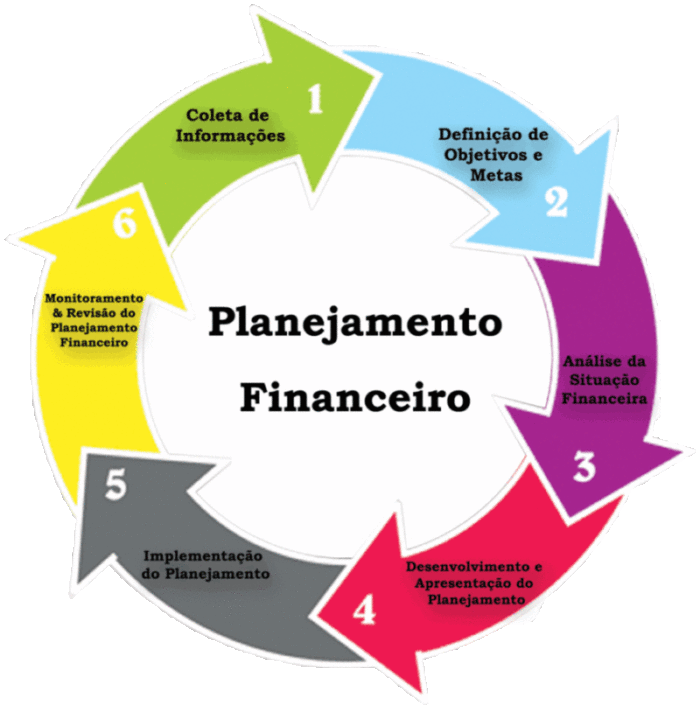 Planejamento
Financeiro
1
Coleta de
Informações
Definição de
Objetivos e
Metas
2
Análise da
Situação
Financeira
3
Desenvolvimento e
Apresentação do
Planejamento
4
5
Implementação
do Planejamento
6
Monitoramento
& Revisão do
Planejamento
Financeiro